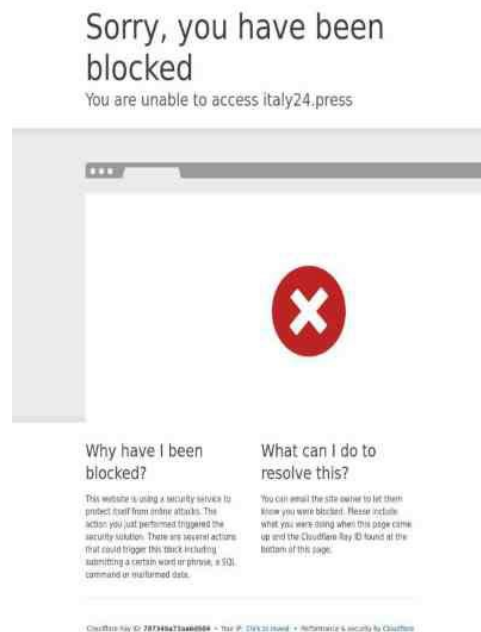 Sorry, you have been
blocked
You are unable to access italy24.press
Why have I been
blocked?
This website is using a security service to
protect itself from online attacks. The
action you just performed triggered the
security solution. There are several actions
that could trigger this block including
submitting a certain word or phrase, a SQL
command or malformed data.
What can I do to
resolve this?
You can email the site owner to let them
know you were blocked. Please include
what you were doing when this page came
up and the Cloudflare Ray ID found at the
bottom of this page.
Cloudflare Ray ID: • Your IP: Click to reveal • Performance & security by Cloudflare